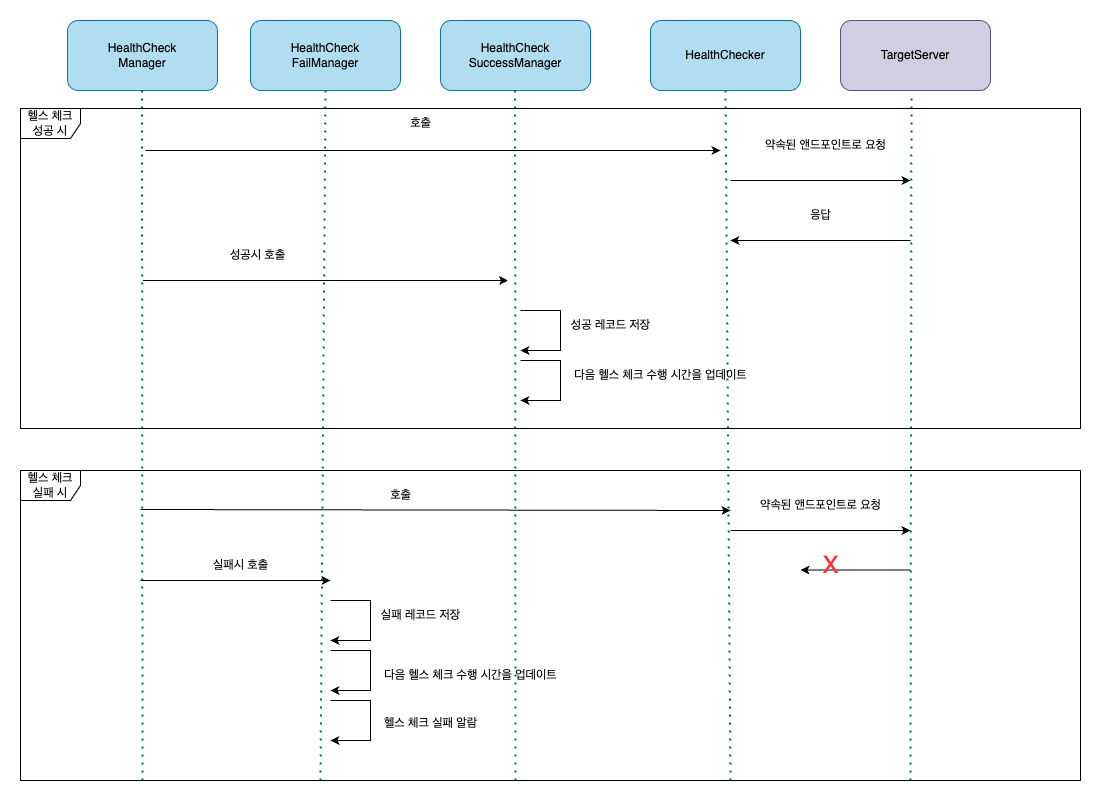 HealthCheck
Manager
HealthCheck
FailManager
HealthCheck
SuccessManager
HealthChecker
TargetServer
헬스 체크
성공 시
호출
약속된 앤드포인트로 요청
응답
성공시 호출
성공 레코드 저장
다음 헬스 체크 수행 시간을 업데이트
헬스 체크
실패 시
호출
약속된 앤드포인트로 요청
X
실패시 호출
실패 레코드 저장
다음 헬스 체크 수행 시간을 업데이트
헬스 체크 실패 알람